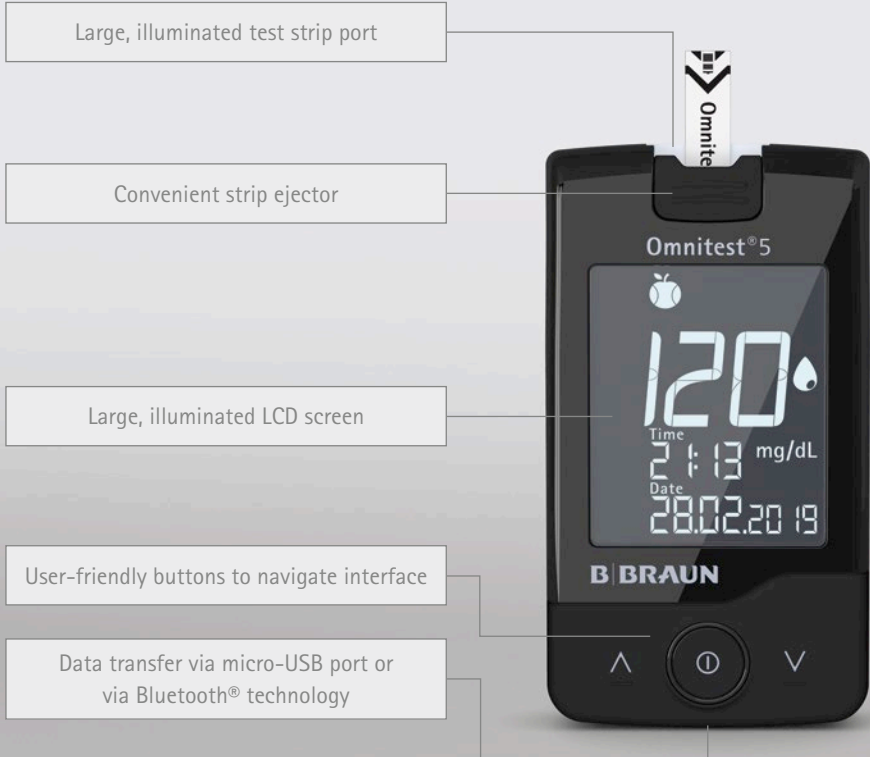 Large, illuminated test strip port
Convenient strip ejector
Large, illuminated LCD screen
User-friendly buttons to navigate interface
Data transfer via micro-USB port or
via Bluetooth® technology
Omnite
Omnitest®5
120
Time
21:13 mg/dL
Date
28.02.2019
B|BRAUN